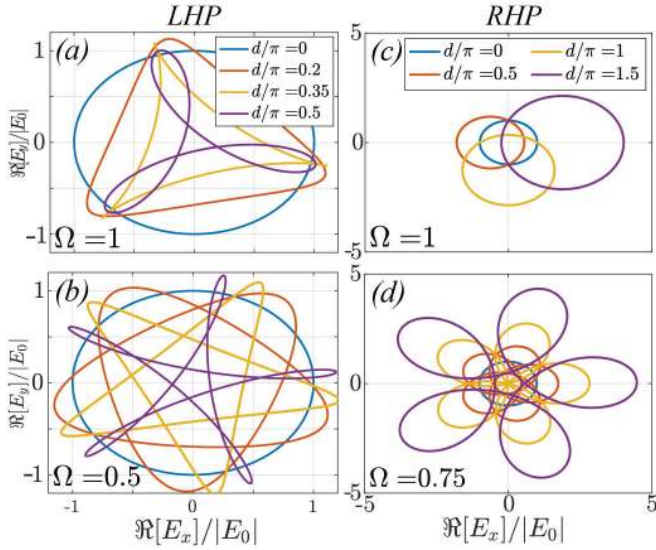 LHP
RHP
(a)
d/π =0
d/π =0.2
d/π =0.35
d/π =0.5
1
0
-1
ℜ[E_y]/|E_0|
Ω =1
(c)
d/π =0
d/π =1
d/π =0.5
d/π =1.5
5
0
-5
Ω =1
(b)
1
0
-1
ℜ[E_y]/|E_0|
Ω =0.5
-1
0
1
ℜ[E_x]/|E_0|
(d)
5
0
-5
Ω =0.75
-5
0
5
ℜ[E_x]/|E_0|